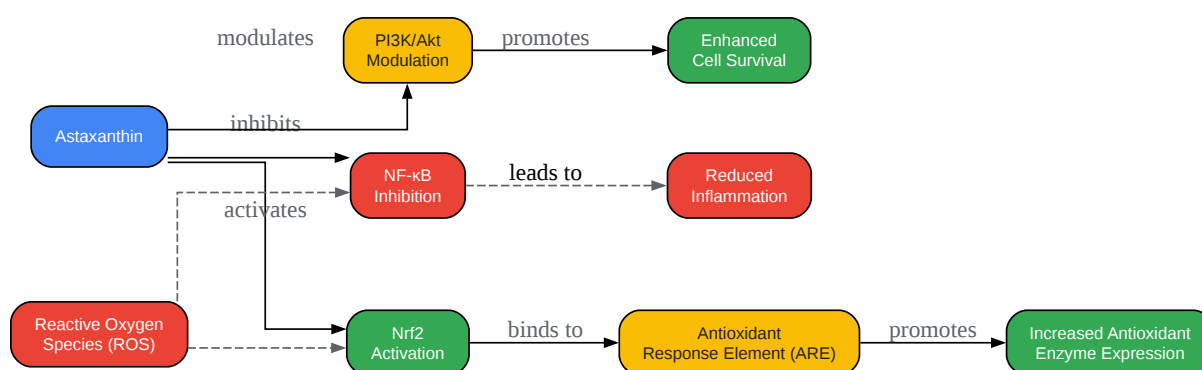 modulates
PI3K/Akt
Modulation
promotes
Enhanced
Cell Survival
Astaxanthin
inhibits
NF-κB
Inhibition
leads to
Reduced
Inflammation
activates
Reactive Oxygen
Species (ROS)
Nrf2
Activation
binds to
Antioxidant
Response Element (ARE)
promotes
Increased Antioxidant
Enzyme Expression